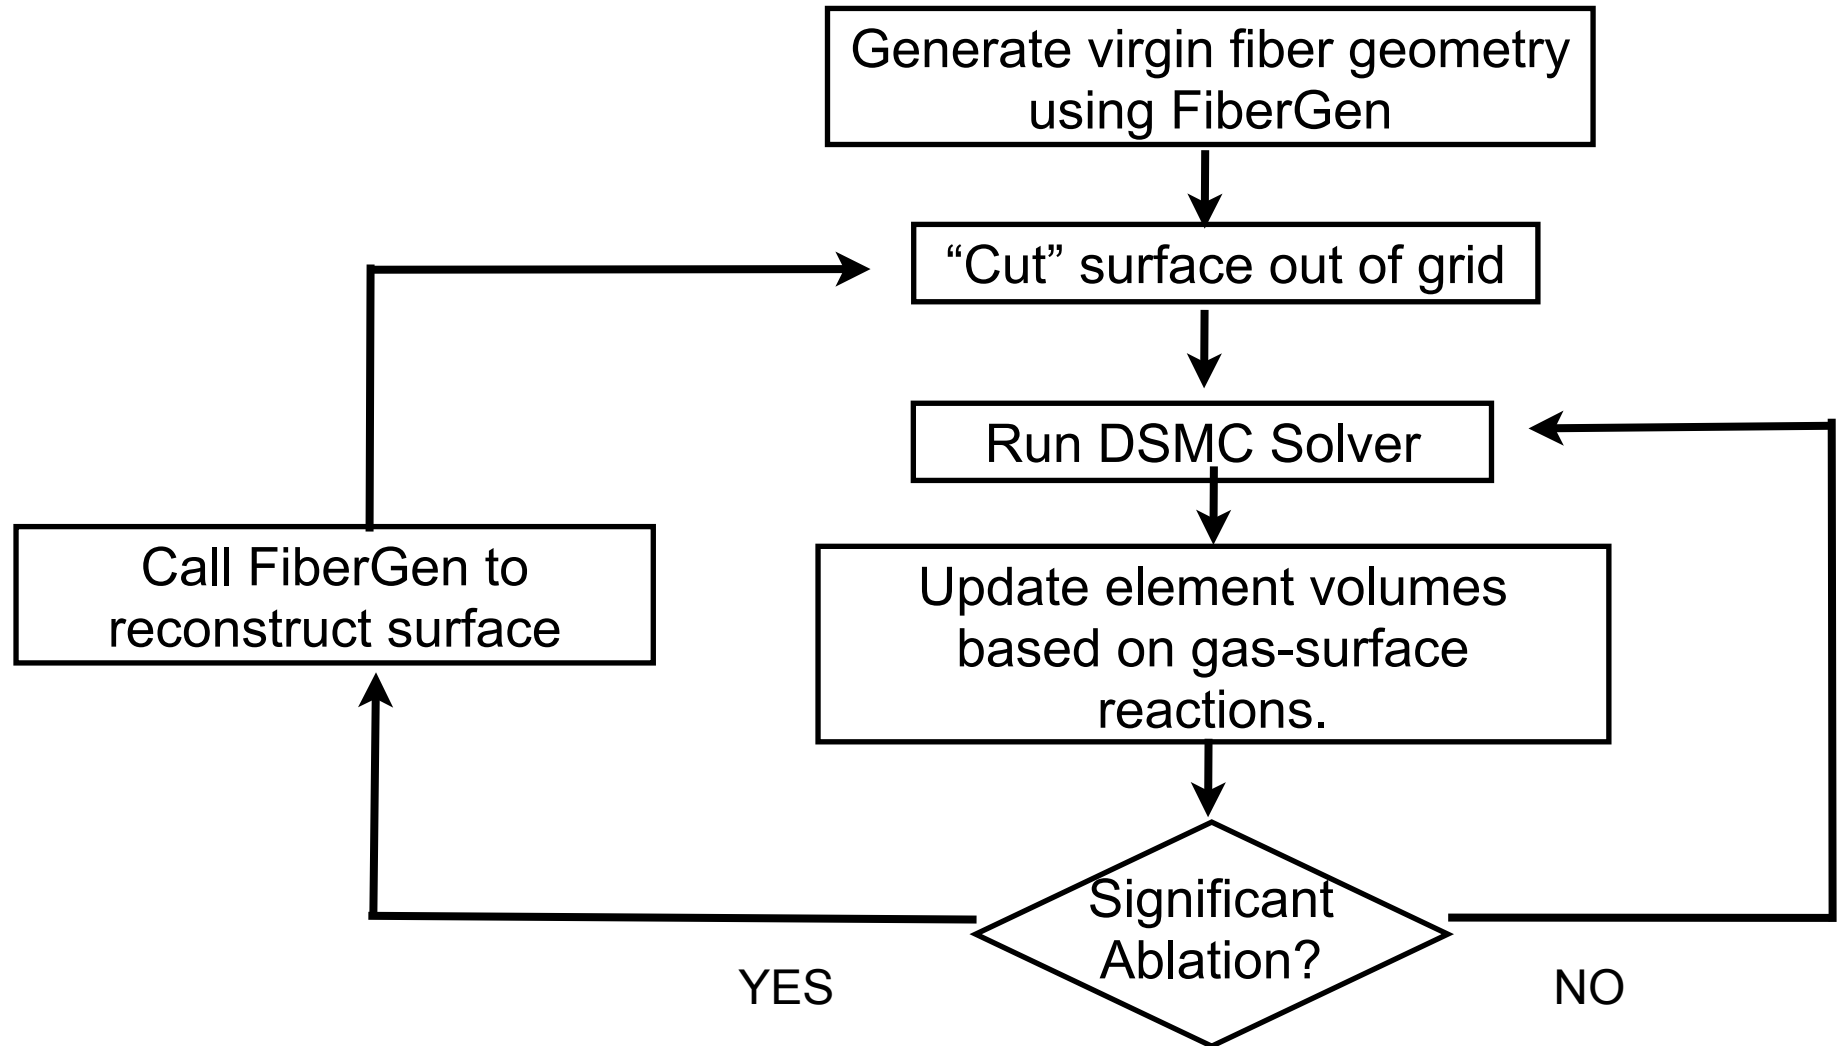 Generate virgin fiber geometry
using FiberGen
“Cut” surface out of grid
Run DSMC Solver
Call FiberGen to
reconstruct surface
Update element volumes
based on gas-surface
reactions.
Significant
Ablation?
YES
NO